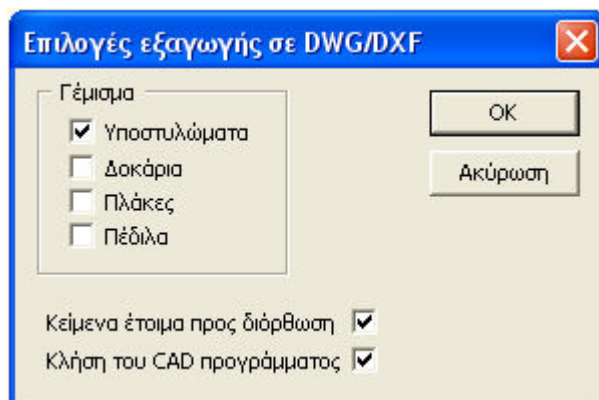 Επιλογές εξαγωγής σε DWG/DXF
Γέμισμα
Υποστυλώματα
Δοκάρια
Πλάκες
Πέδιλα
OK
Ακύρωση
Κείμενα έτοιμα προς διόρθωση
Κλήση του CAD προγράμματος